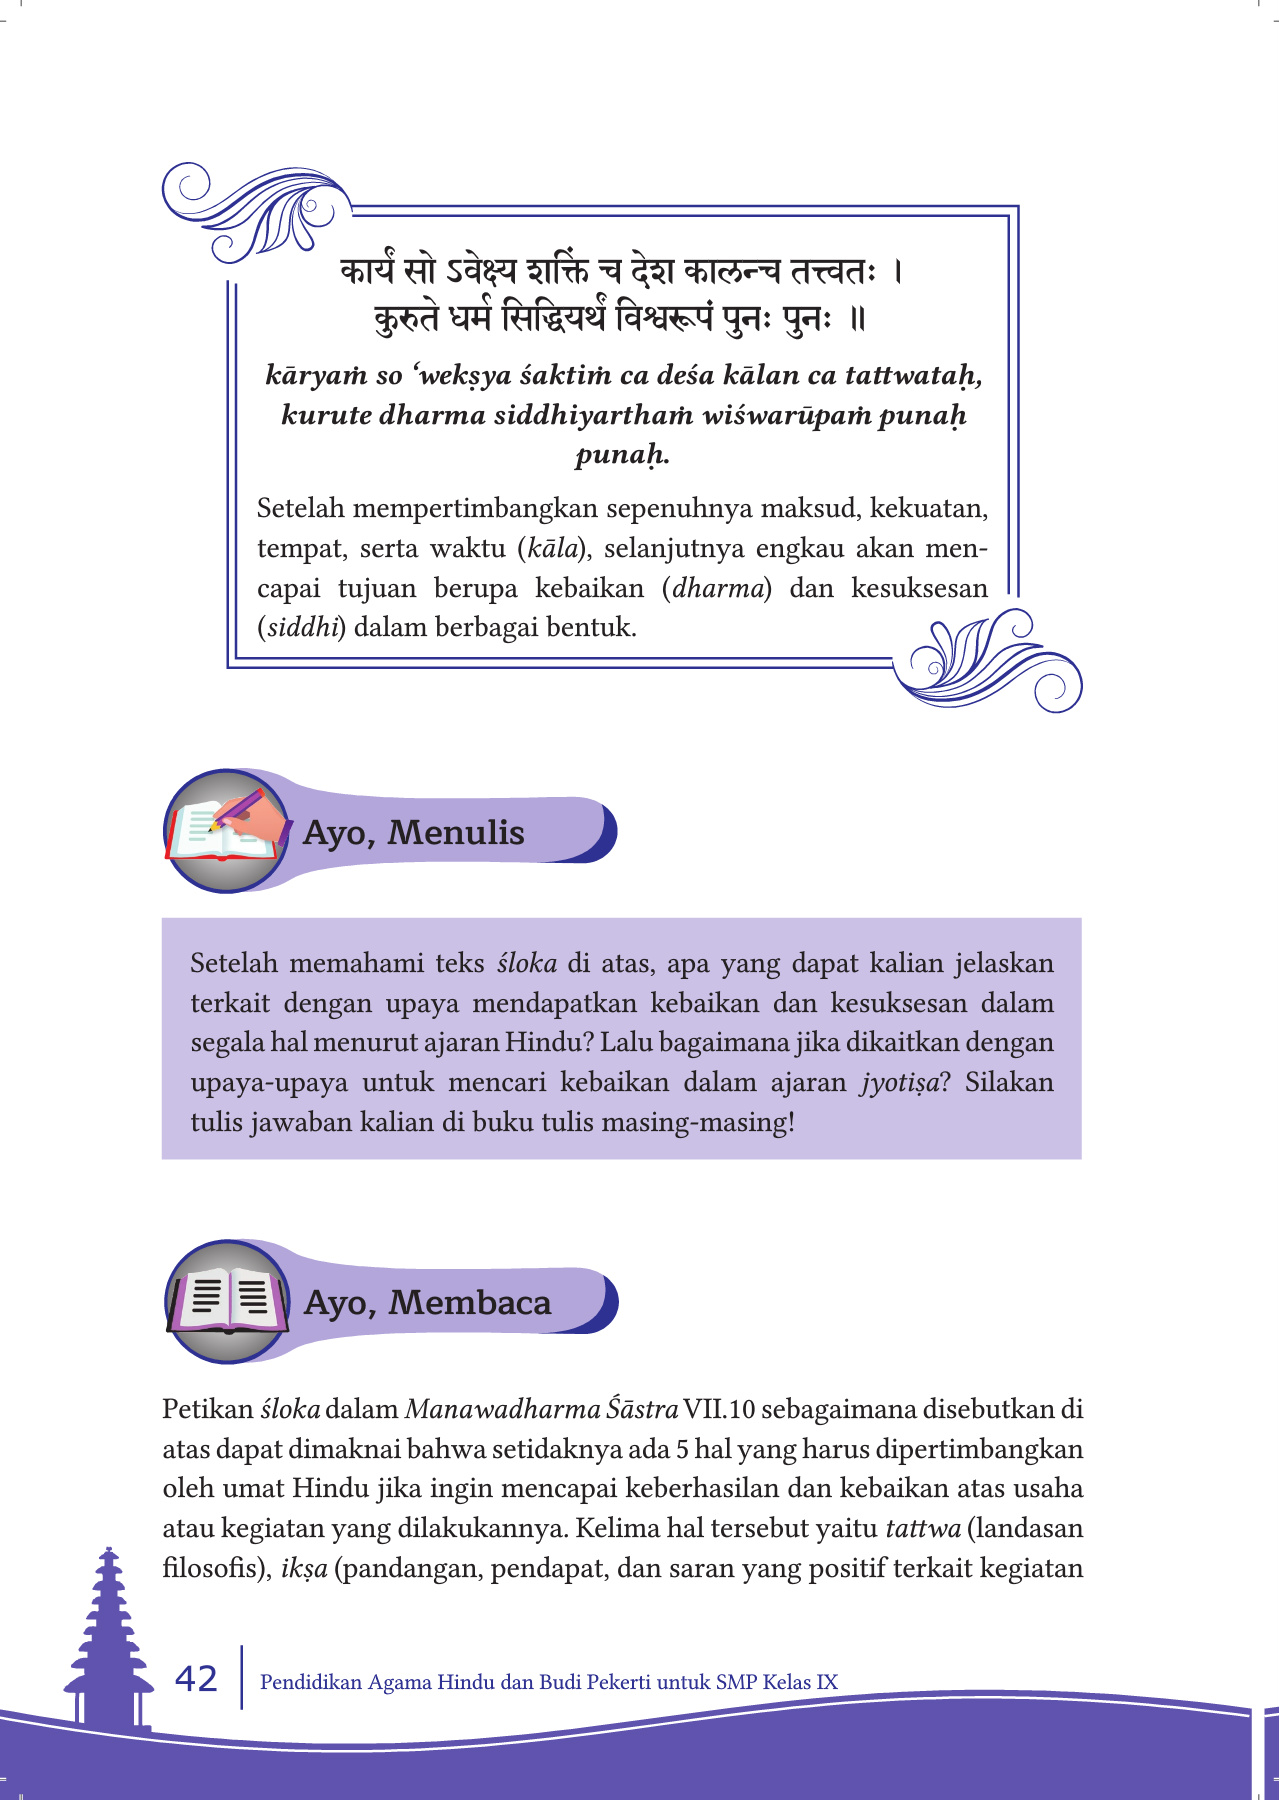 कार्यं सो ऽवेक्ष्य शक्तिं च देश कालन्च तत्त्वतः ।
कुरुते धर्म सिद्धियर्थं विश्वरूपं पुनः पुनः ॥
kāryaṁ so ‘wekṣya śaktiṁ ca deśa kālan ca tattwataḥ,
kurute dharma siddhiyarthaṁ wiśwarūpaṁ punaḥ
punaḥ.
Setelah mempertimbangkan sepenuhnya maksud, kekuatan,
tempat, serta waktu (kāla), selanjutnya engkau akan men-
capai tujuan berupa kebaikan (dharma) dan kesuksesan
(siddhi) dalam berbagai bentuk.
Ayo, Menulis
Setelah memahami teks śloka di atas, apa yang dapat kalian jelaskan
terkait dengan upaya mendapatkan kebaikan dan kesuksesan dalam
segala hal menurut ajaran Hindu? Lalu bagaimana jika dikaitkan dengan
upaya-upaya untuk mencari kebaikan dalam ajaran jyotiṣa? Silakan
tulis jawaban kalian di buku tulis masing-masing!
Ayo, Membaca
Petikan śloka dalam Manawadharma Śāstra VII.10 sebagaimana disebutkan di
atas dapat dimaknai bahwa setidaknya ada 5 hal yang harus dipertimbangkan
oleh umat Hindu jika ingin mencapai keberhasilan dan kebaikan atas usaha
atau kegiatan yang dilakukannya. Kelima hal tersebut yaitu tattwa (landasan
filosofis), ikṣa (pandangan, pendapat, dan saran yang positif terkait kegiatan
42
Pendidikan Agama Hindu dan Budi Pekerti untuk SMP Kelas IX